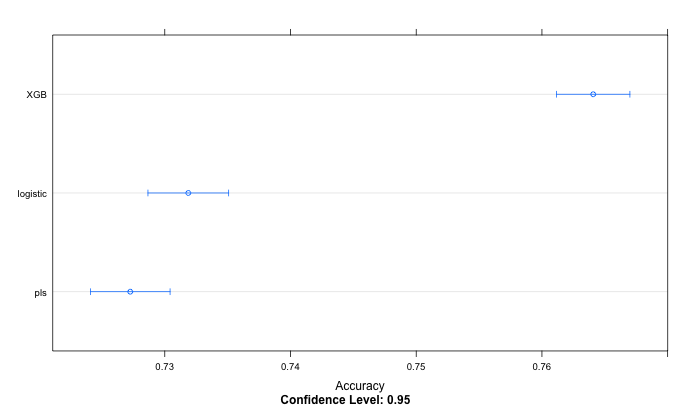 XGB
logistic
pls
0.73 0.74 0.75 0.76
Accuracy
Confidence Level: 0.95